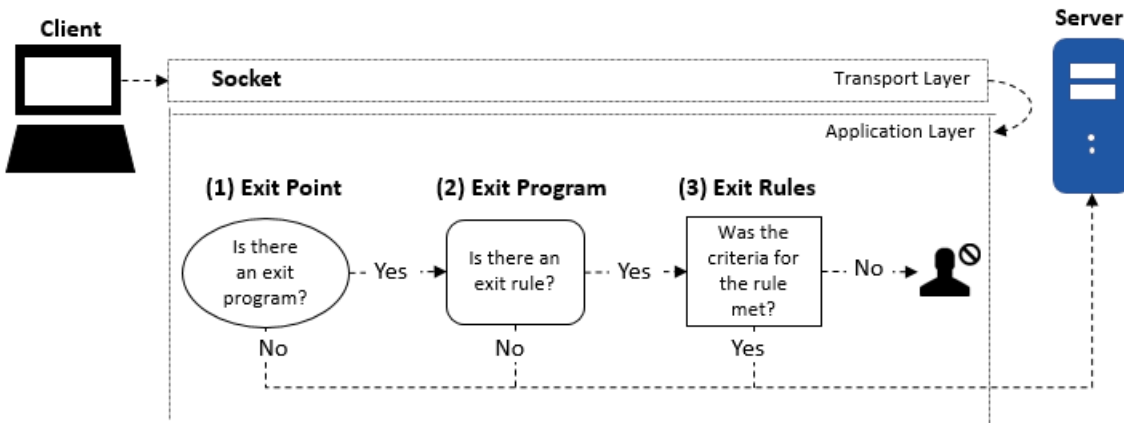 Client
Server
Socket
Transport Layer
Application Layer
(1) Exit Point
(2) Exit Program
(3) Exit Rules
Is there
an exit
program?
Yes
Is there an
exit rule?
Yes
Was the
criteria for
the rule
met?
No
No
No
Yes